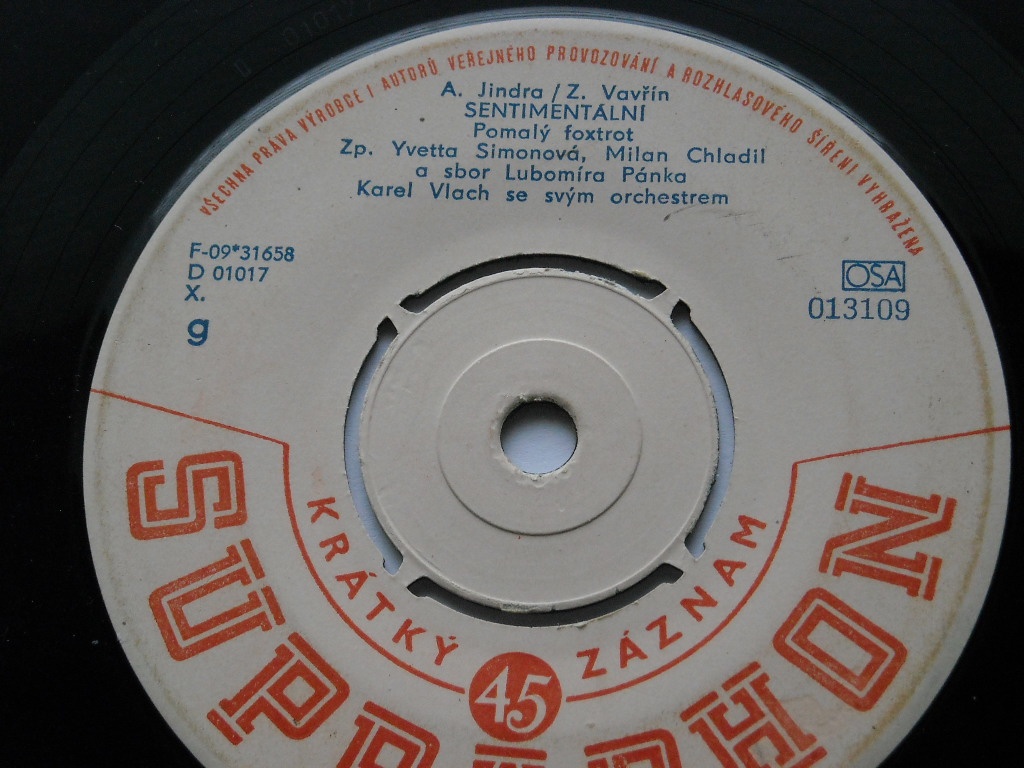 VŠECHNA PRÁVA VÝROBCE I AUTORŮ VEŘEJNÉHO PROVOZOVÁNÍ A ROZHLASOVÉHO ŠÍŘENÍ VYHRAŽENA
A. Jindra / Z. Vavřín
SENTIMENTÁLNÍ
Pomalý foxtrot
Zp. Yvetta Simonová, Milan Chladil
a sbor Lubomíra Pánka
Karel Vlach se svým orchestrem
F-09*31658
D 01017
X.
g
OSA
013109
KRÁTKÝ ZÁZNAM
45
SUPRAPHON